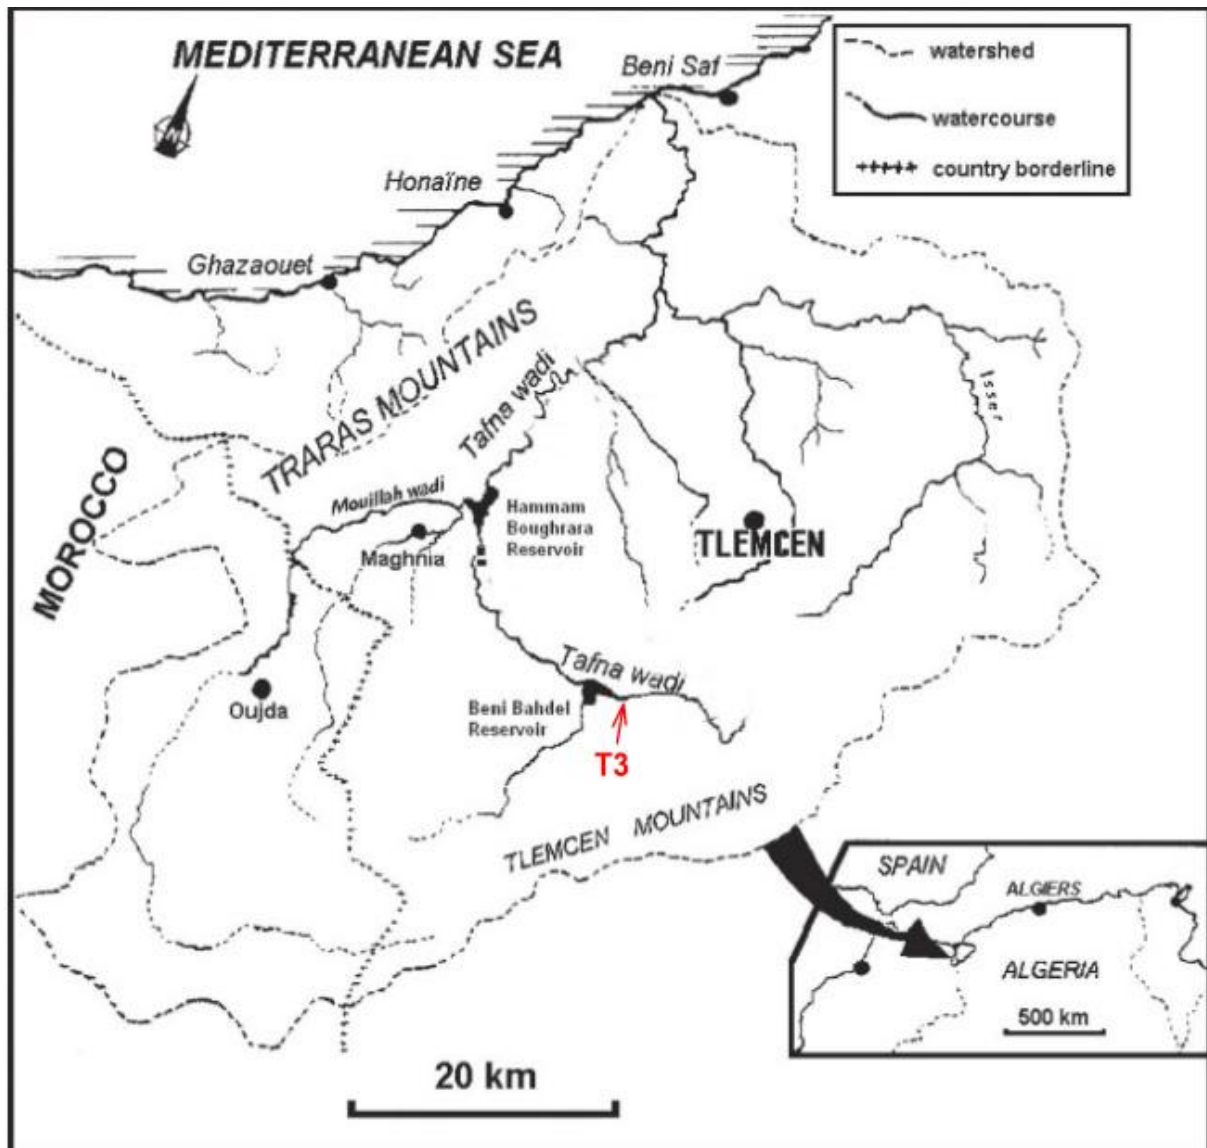 MEDITERRANEAN SEA
Beni Saf
watershed
watercourse
country borderline
N
Honaïne
Ghazaouet
TRARAS MOUNTAINS
Tafna wadi
Isser
MOROCCO
Mouillah wadi
Maghnia
Hammam
Boughrara
Reservoir
TLEMCEN
Oujda
Tafna wadi
Beni Bahdel
Reservoir
T3
TLEMCEN MOUNTAINS
SPAIN
ALGIERS
ALGERIA
500 km
20 km